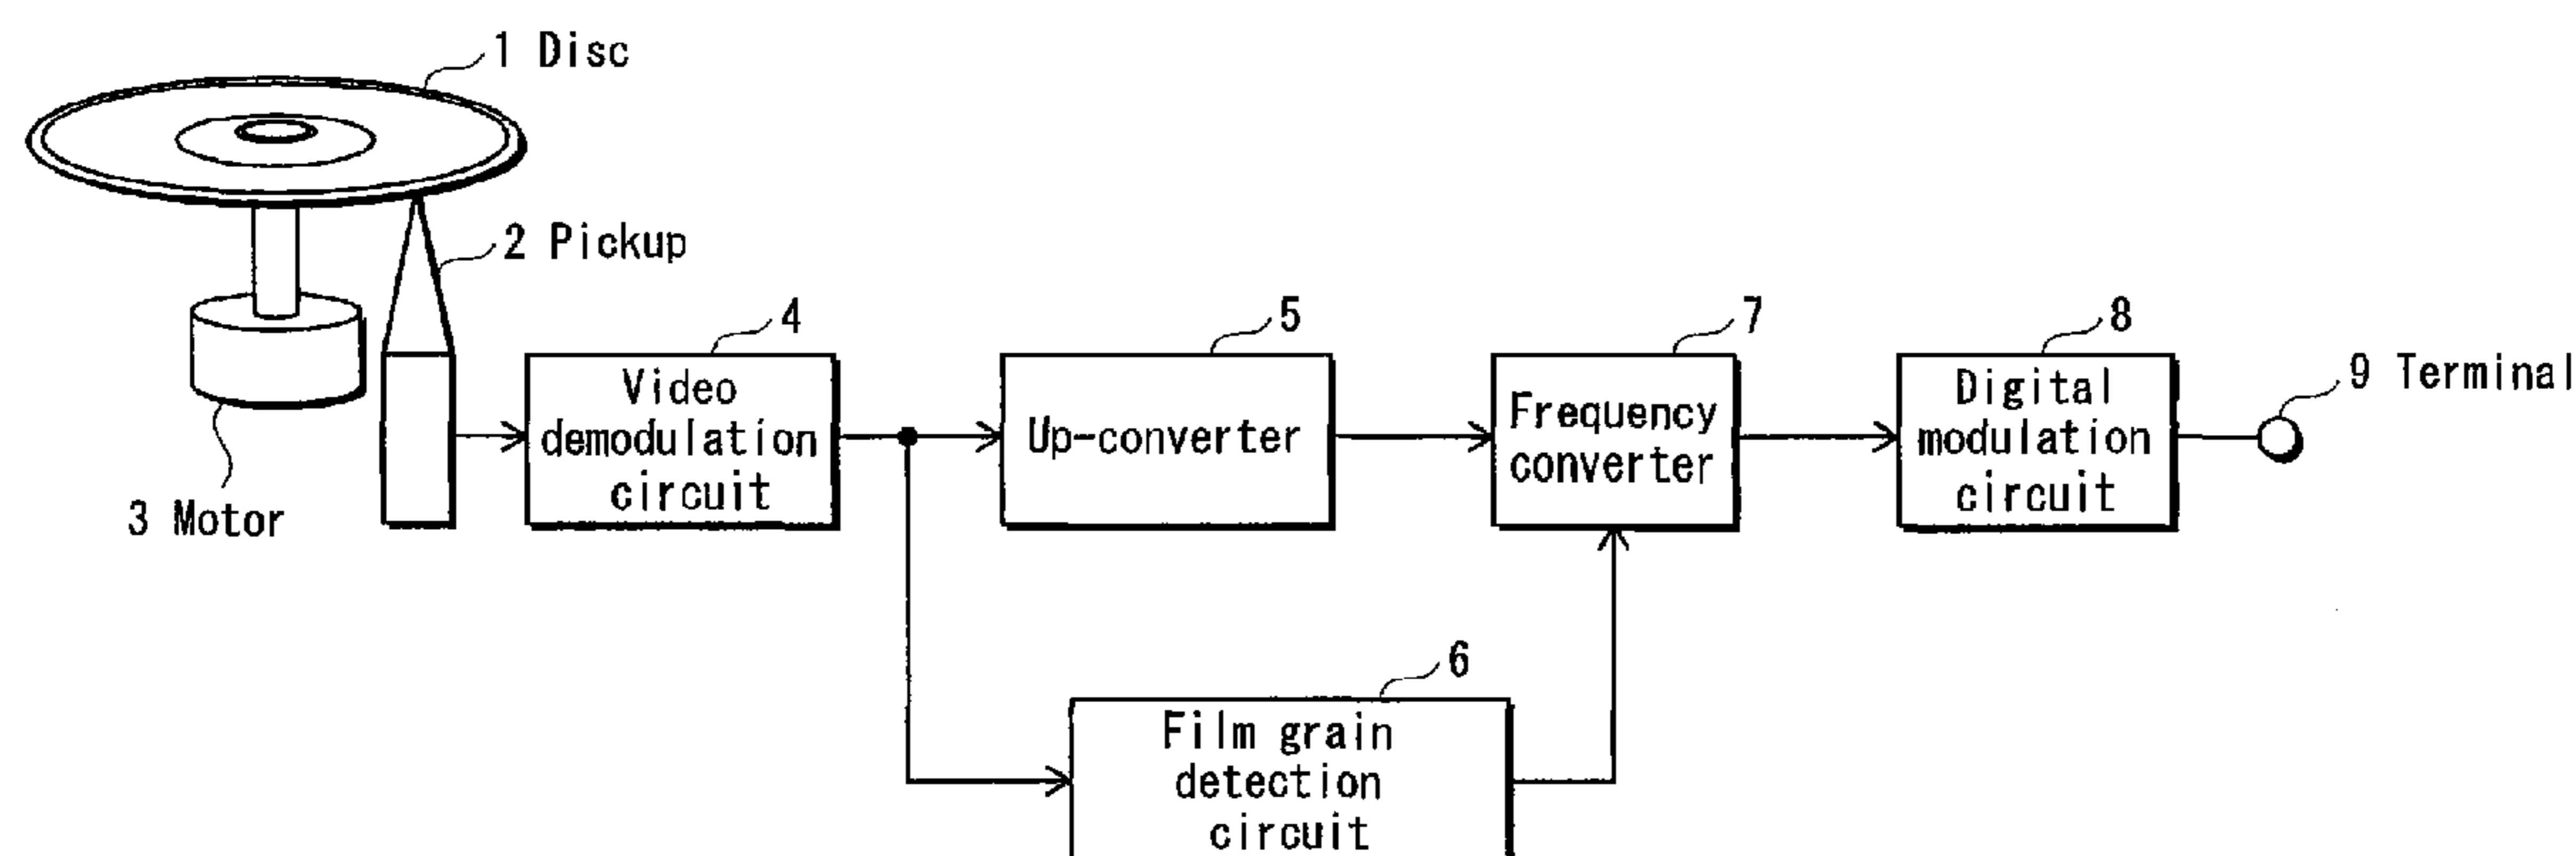 1 Disc
2 Pickup
3 Motor
4
Video
demodulation
circuit
5
Up-converter
7
Frequency
converter
8
Digital
modulation
circuit
9 Terminal
6
Film grain
detection
circuit